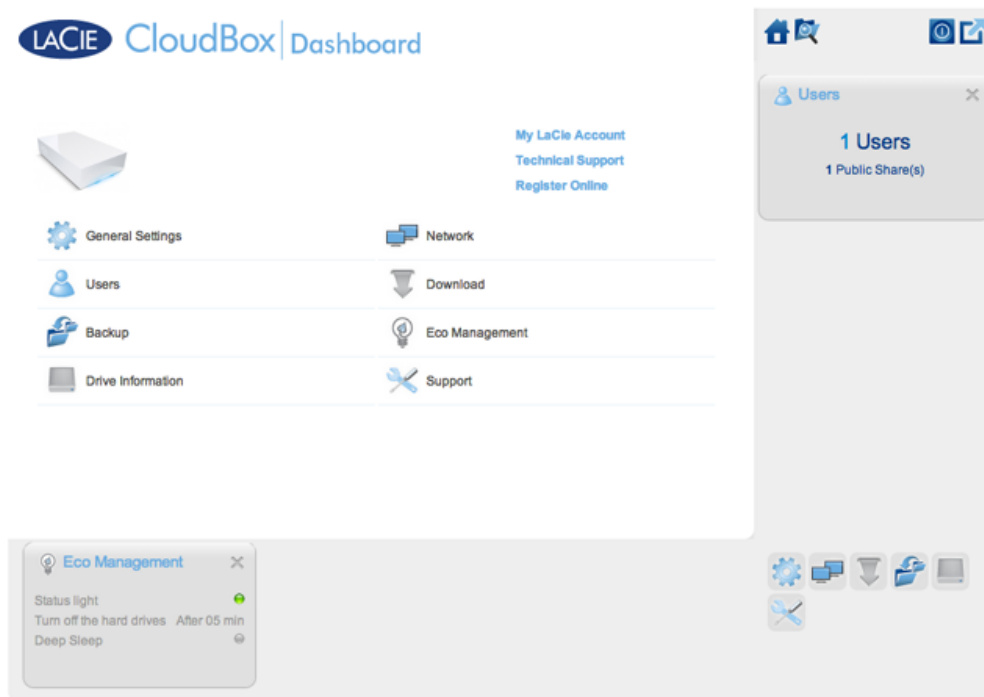 LACIE CloudBox Dashboard
My LaCie Account
Technical Support
Register Online
General Settings
Network
Users
Download
Backup
Eco Management
Drive Information
Support
Users
1 Users
1 Public Share(s)
Eco Management
Status light
Turn off the hard drives After 05 min
Deep Sleep